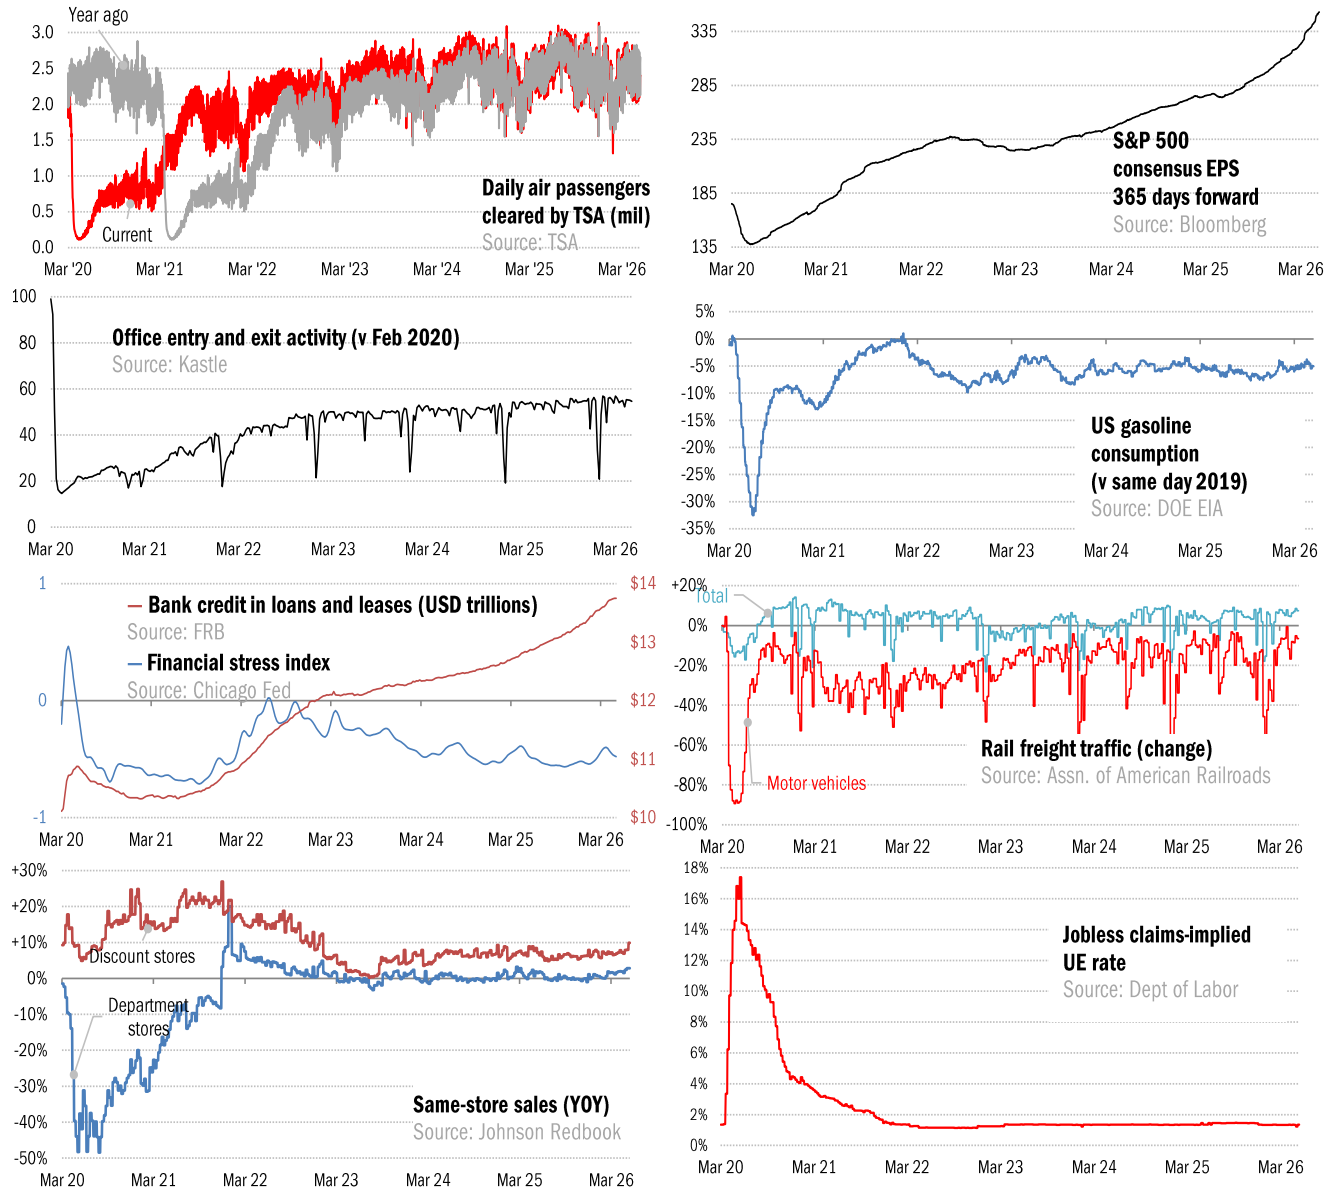 Year ago
3.0
2.5
2.0
1.5
1.0
0.5
0.0
Current
Daily air passengers
cleared by TSA (mil)
Source: TSA
Mar '20
Mar '21
Mar '22
Mar '23
Mar '24
Mar '25
Mar '26
335
285
235
185
135
S&P 500
consensus EPS
365 days forward
Source: Bloomberg
Mar 20
Mar 21
Mar 22
Mar 23
Mar 24
Mar 25
Mar 26
100
80
60
40
20
0
Office entry and exit activity (v Feb 2020)
Source: Kastle
Mar 20
Mar 21
Mar 22
Mar 23
Mar 24
Mar 25
Mar 26
5%
0%
-5%
-10%
-15%
-20%
-25%
-30%
-35%
US gasoline
consumption
(v same day 2019)
Source: DOE EIA
Mar 20
Mar 21
Mar 22
Mar 23
Mar 24
Mar 25
Mar 26
1
0
-1
Bank credit in loans and leases (USD trillions)
Source: FRB
Financial stress index
Source: Chicago Fed
$14
$13
$12
$11
$10
Mar 20
Mar 21
Mar 22
Mar 23
Mar 24
Mar 25
Mar 26
+20%
0%
-20%
-40%
-60%
-80%
-100%
Total
Motor vehicles
Rail freight traffic (change)
Source: Assn. of American Railroads
Mar 20
Mar 21
Mar 22
Mar 23
Mar 24
Mar 25
Mar 26
+30%
+20%
+10%
0%
-10%
-20%
-30%
-40%
-50%
Discount stores
Department
stores
Same-store sales (YOY)
Source: Johnson Redbook
Mar 20
Mar 21
Mar 22
Mar 23
Mar 24
Mar 25
Mar 26
18%
16%
14%
12%
10%
8%
6%
4%
2%
0%
Jobless claims-implied
UE rate
Source: Dept of Labor
Mar 20
Mar 21
Mar 22
Mar 23
Mar 24
Mar 25
Mar 26